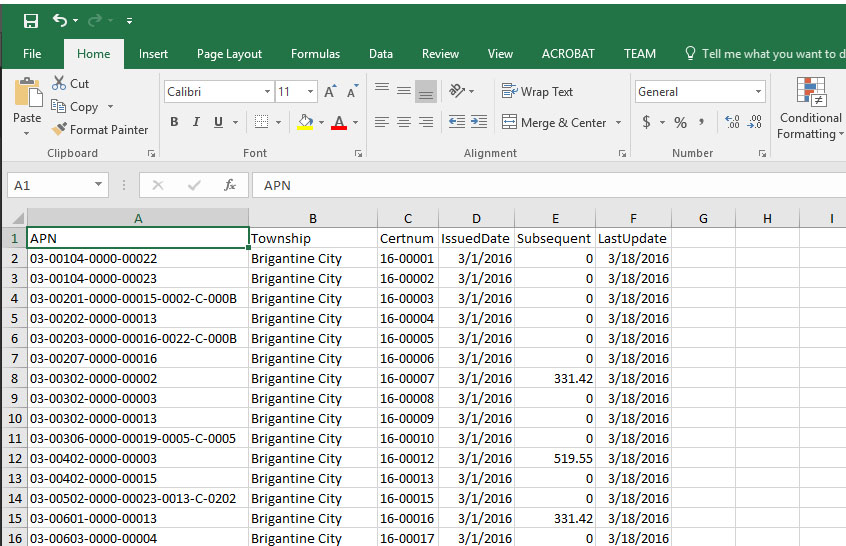 File Home Insert Page Layout Formulas Data Review View ACROBAT TEAM Tell me what you want to d
Cut
Copy
Format Painter
Paste
Clipboard
Calibri 11
B I U
Font
Wrap Text
Merge & Center
Alignment
General
$ % , .00 .00
Number
Conditional
Formatting
A1 fx APN
A B C D E F G H I
1 APN Township Certnum IssuedDate Subsequent LastUpdate
2 03-00104-0000-00022 Brigantine City 16-00001 3/1/2016 0 3/18/2016
3 03-00104-0000-00023 Brigantine City 16-00002 3/1/2016 0 3/18/2016
4 03-00201-0000-00015-0002-C-000B Brigantine City 16-00003 3/1/2016 0 3/18/2016
5 03-00202-0000-00013 Brigantine City 16-00004 3/1/2016 0 3/18/2016
6 03-00203-0000-00016-0022-C-000B Brigantine City 16-00005 3/1/2016 0 3/18/2016
7 03-00207-0000-00016 Brigantine City 16-00006 3/1/2016 0 3/18/2016
8 03-00302-0000-00002 Brigantine City 16-00007 3/1/2016 331.42 3/18/2016
9 03-00302-0000-00003 Brigantine City 16-00008 3/1/2016 0 3/18/2016
10 03-00302-0000-00013 Brigantine City 16-00009 3/1/2016 0 3/18/2016
11 03-00306-0000-00019-0005-C-0005 Brigantine City 16-00010 3/1/2016 0 3/18/2016
12 03-00402-0000-00003 Brigantine City 16-00012 3/1/2016 519.55 3/18/2016
13 03-00402-0000-00015 Brigantine City 16-00013 3/1/2016 0 3/18/2016
14 03-00502-0000-00023-0013-C-0202 Brigantine City 16-00015 3/1/2016 0 3/18/2016
15 03-00601-0000-00013 Brigantine City 16-00016 3/1/2016 331.42 3/18/2016
16 03-00603-0000-00004 Brigantine City 16-00017 3/1/2016 0 3/18/2016